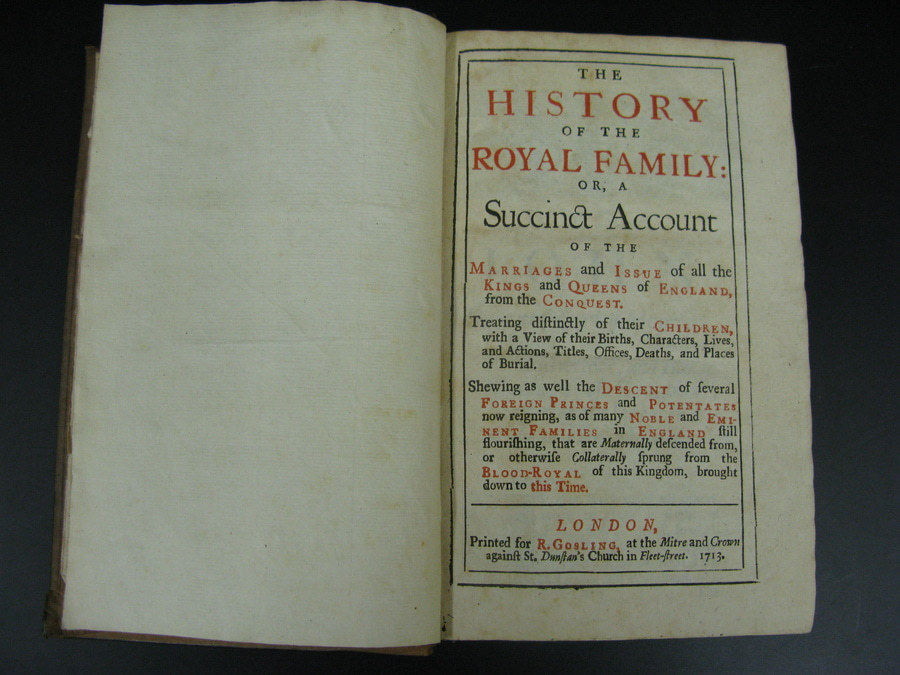 THE
HISTORY
OF THE
ROYAL FAMILY:
OR, A
Succinct Account
OF THE
MARRIAGES and ISSUE of all the
KINGS and QUEENS of ENGLAND,
from the CONQUEST.
Treating diſtinctly of their CHILDREN,
with a View of their Births, Characters, Lives,
and Actions, Titles, Offices, Deaths, and Places
of Burial.
Shewing as well the DESCENT of ſeveral
FOREIGN PRINCES and POTENTATES
now reigning, as of many NOBLE and EMI-
NENT FAMILIES in ENGLAND ſtill
flouriſhing, that are Maternally deſcended from,
or otherwiſe Collaterally ſprung from the
BLOOD-ROYAL of this Kingdom, brought
down to this Time.
LONDON,
Printed for R. GOSLING, at the Mitre and Crown
againſt St. Dunſtan's Church in Fleet-ſtreet. 1713.